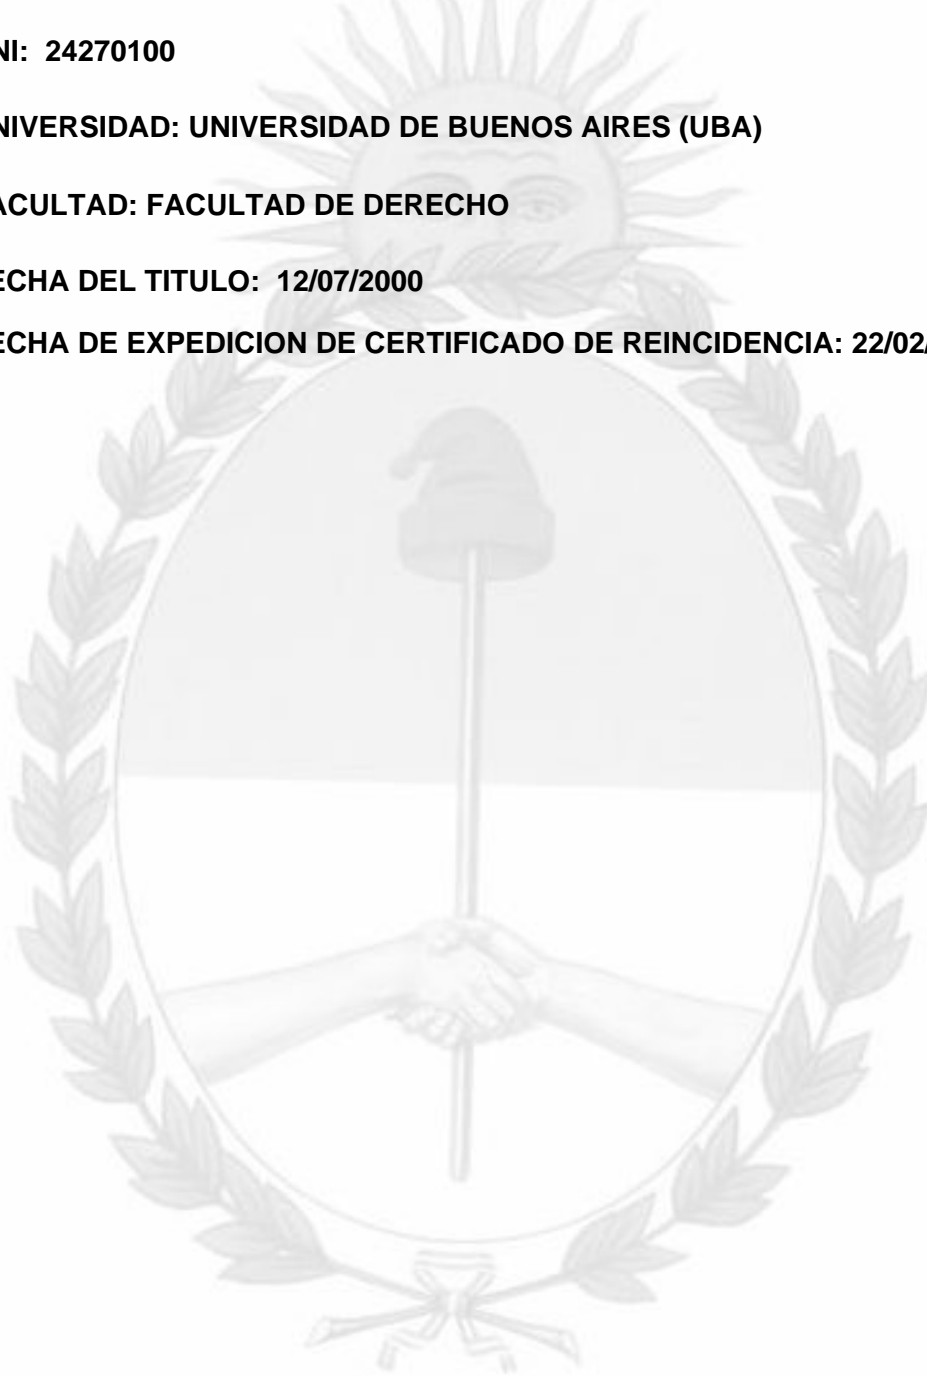 NI: 24270100
NIVERSIDAD: UNIVERSIDAD DE BUENOS AIRES (UBA)
ACULTAD: FACULTAD DE DERECHO
ECHA DEL TITULO: 12/07/2000
ECHA DE EXPEDICION DE CERTIFICADO DE REINCIDENCIA: 22/02/